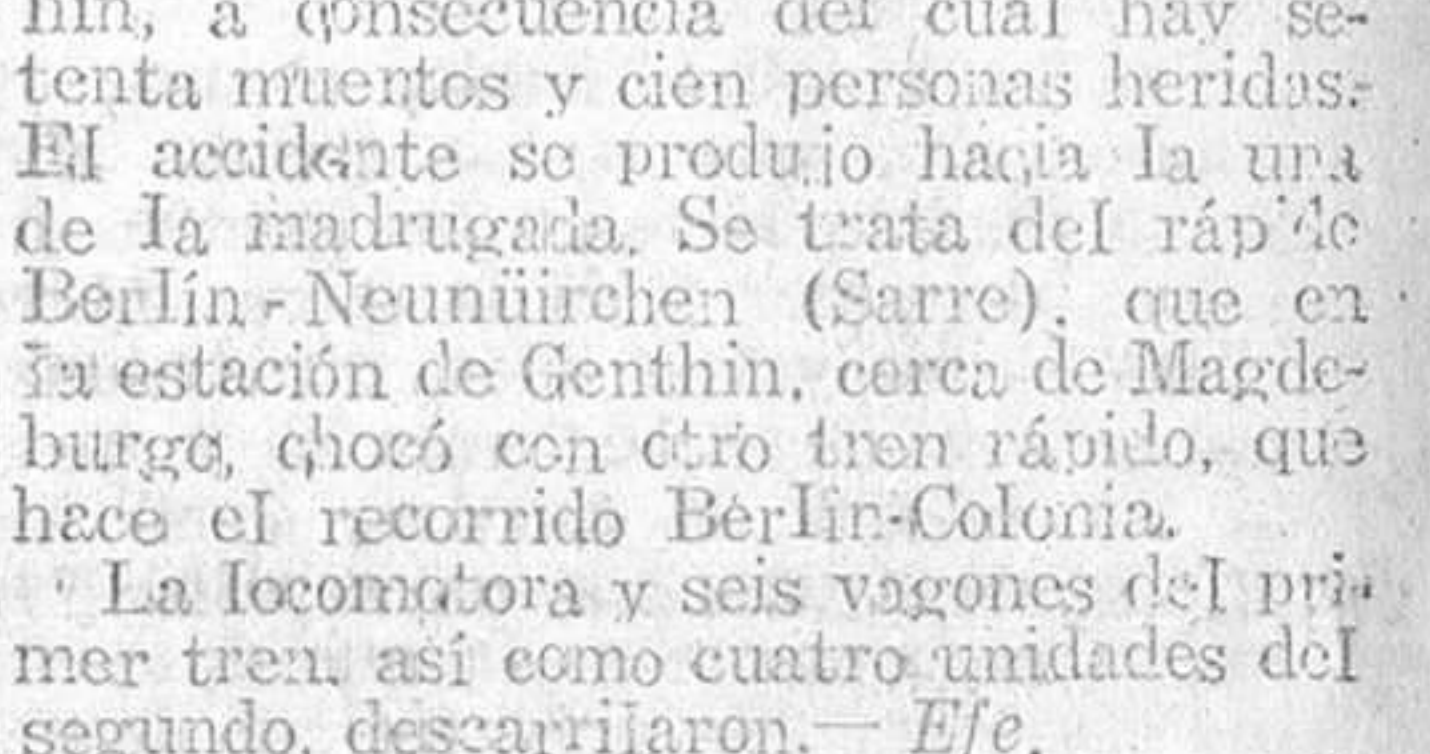 hin, a consecuencia del cual hay se-
tenta muertos y cien personas heridas.
El accidente se produjo hacia la una
de la madrugada. Se trata del rápido
Berlín-Neunüirchen (Sarre), que en
la estación de Genthin, cerca de Magde-
burgo, chocó con otro tren rápido, que
hace el recorrido Berlín-Colonia.
La locomotora y seis vagones del pri-
mer tren, así como cuatro unidades del
segundo, descarrilaron.— Efe.